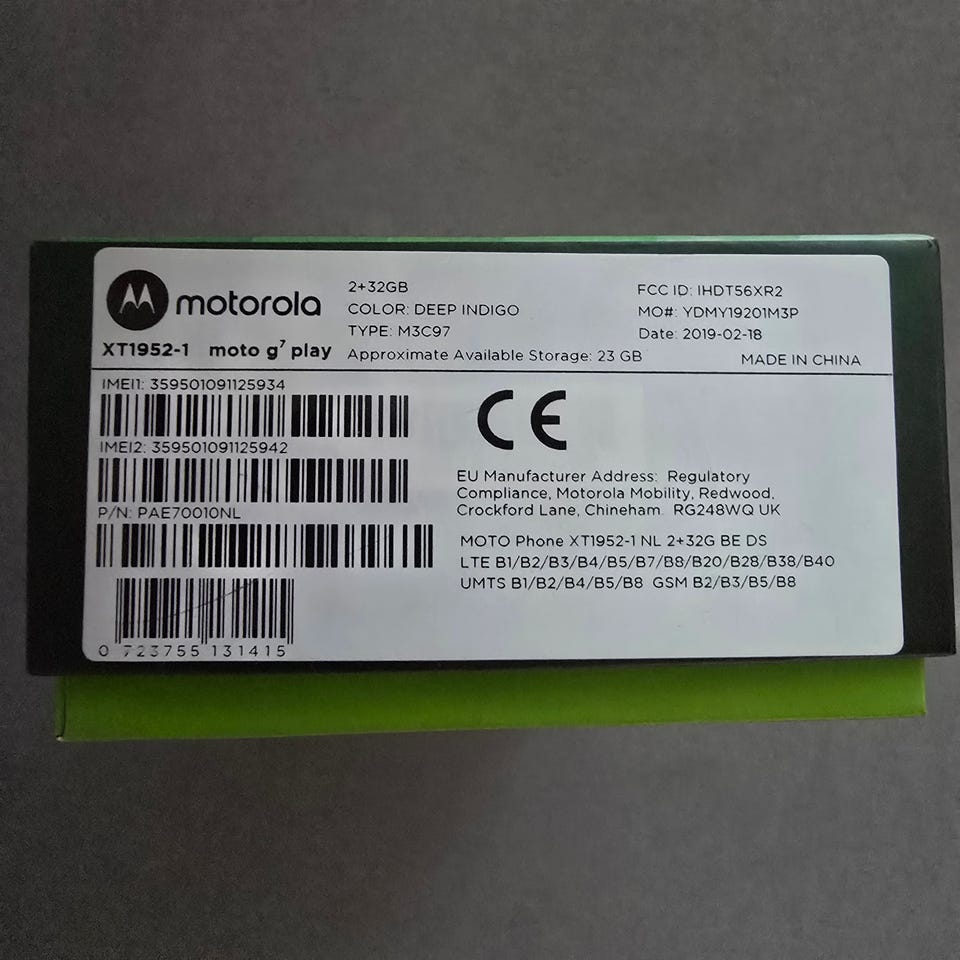 motorola
XT1952-1 moto g⁷ play
2+32GB
COLOR: DEEP INDIGO
TYPE: M3C97
Approximate Available Storage: 23 GB
FCC ID: IHDT56XR2
MO#: YDMY19201M3P
Date: 2019-02-18
MADE IN CHINA
IMEI1: 359501091125934
IMEI2: 359501091125942
P/N: PAE70010NL
0 723755 131415
CE
EU Manufacturer Address: Regulatory
Compliance, Motorola Mobility, Redwood,
Crockford Lane, Chineham RG248WQ UK
MOTO Phone XT1952-1 NL 2+32G BE DS
LTE B1/B2/B3/B4/B5/B7/B8/B20/B28/B38/B40
UMTS B1/B2/B4/B5/B8 GSM B2/B3/B5/B8